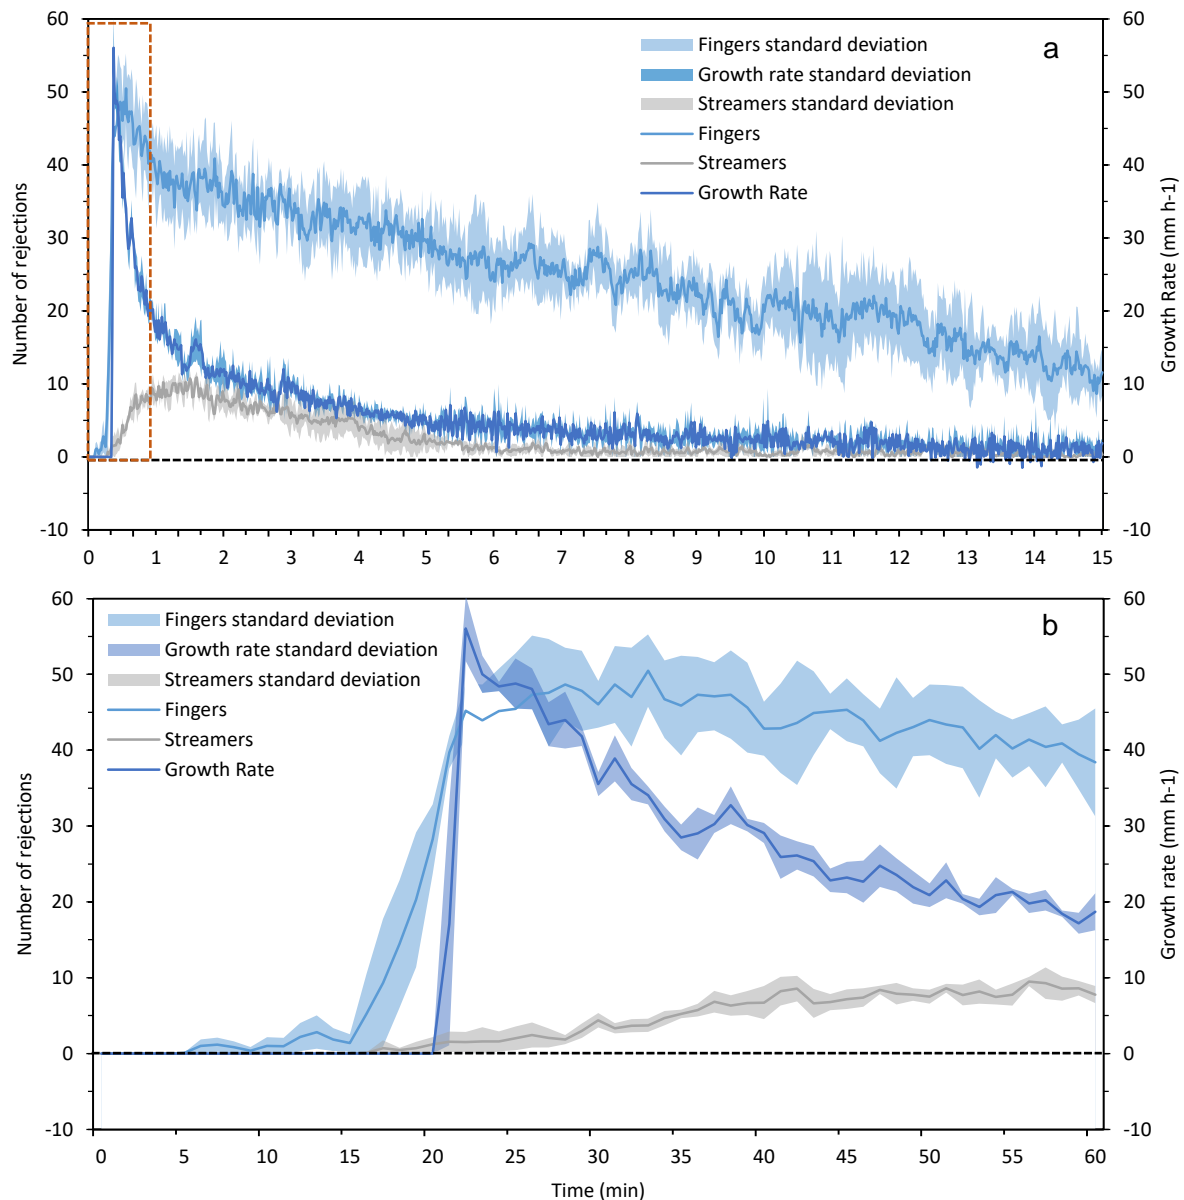 60
50
40
30
20
10
0
-10
Number of rejections
60
50
40
30
20
10
0
-10
Growth Rate (mm h-1)
a
Fingers standard deviation
Growth rate standard deviation
Streamers standard deviation
Fingers
Streamers
Growth Rate
0 1 2 3 4 5 6 7 8 9 10 11 12 13 14 15
60
50
40
30
20
10
0
-10
Number of rejections
60
50
40
30
20
10
0
-10
Growth rate (mm h-1)
b
Fingers standard deviation
Growth rate standard deviation
Streamers standard deviation
Fingers
Streamers
Growth Rate
0 5 10 15 20 25 30 35 40 45 50 55 60
Time (min)